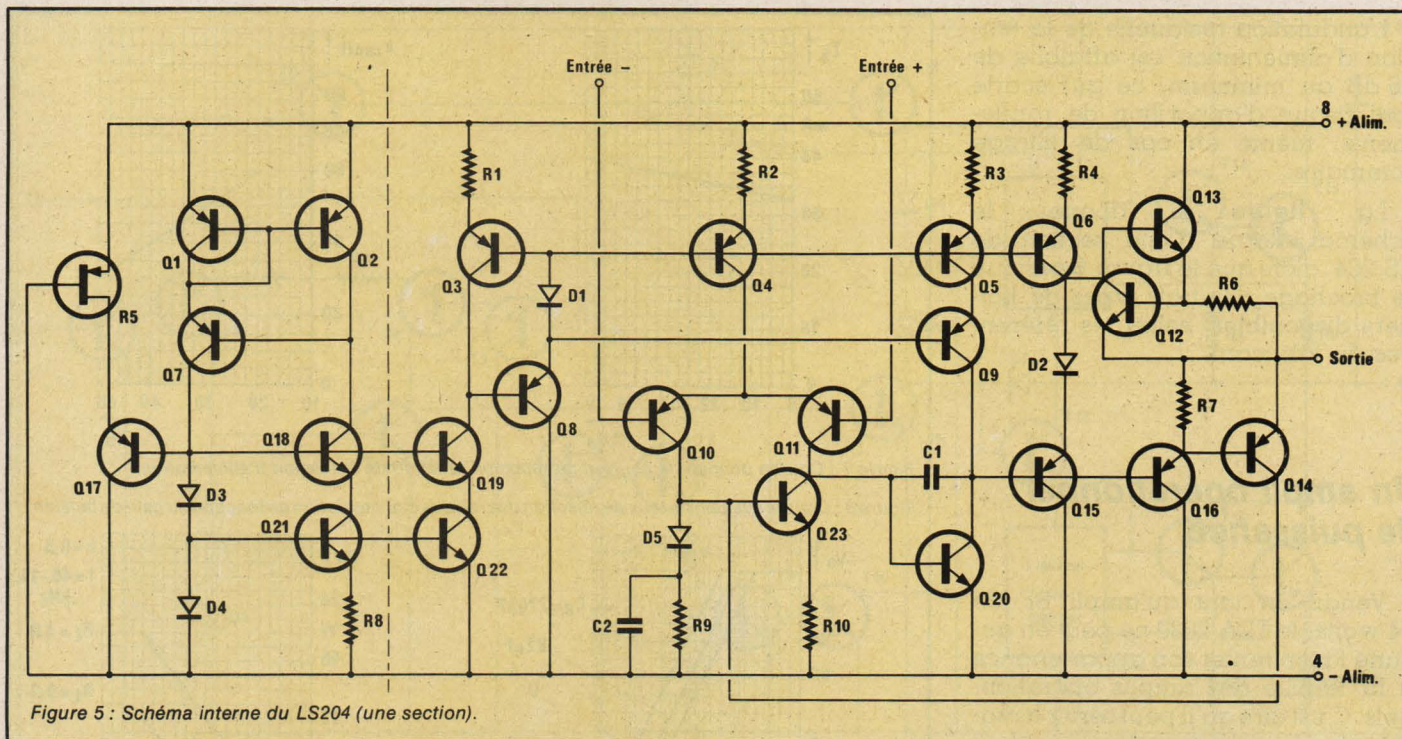 Entrée -
Entrée +
8
+ Alim.
R1
R2
R3
R4
Q13
Q6
Q1
Q2
R6
Q3
D1
Q4
Q5
R5
Q12
Sortie
Q7
Q9
D2
R7
Q18
Q8
Q10
Q11
C1
Q17
Q19
Q15
Q16
Q14
D3
Q21
Q23
D5
Q22
Q20
D4
R8
C2
R9
R10
4
- Alim.
Figure 5 : Schéma interne du LS204 (une section).